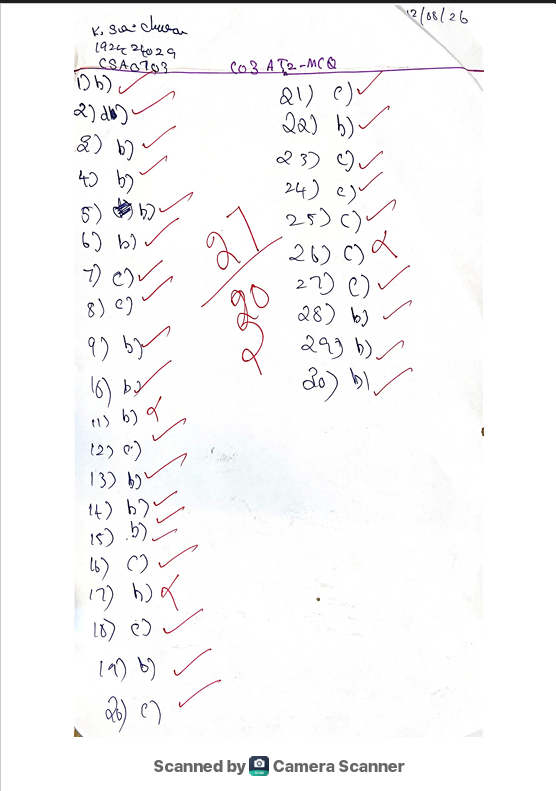 12/08/26
K. Sai charan
192424029
CSA0703
CO3 AT2-MCQ
1) b)
2) d)
3) b)
4) b)
5) b)
6) b)
7) c)
8) c)
9) b)
10) b)
11) b)
12) c)
13) b)
14) b)
15) b)
16) c)
17) b)
18) c)
19) b)
20) c)
21) c)
22) b)
23) c)
24) c)
25) c)
26) c)
27) c)
28) b)
29) b)
30) b)
27
30
Scanned by Camera Scanner